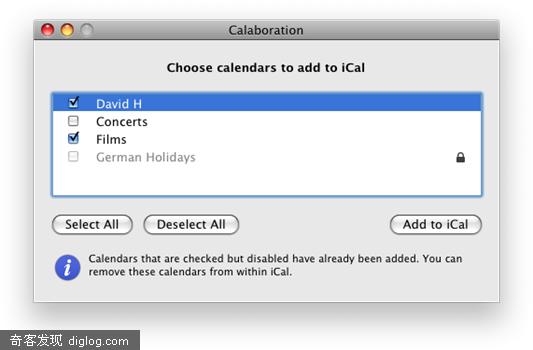 Calaboration
Choose calendars to add to iCal
David H
Concerts
Films
German Holidays
Select All
Deselect All
Add to iCal
Calendars that are checked but disabled have already been added. You can
remove these calendars from within iCal.
奇客发现 diglog.com